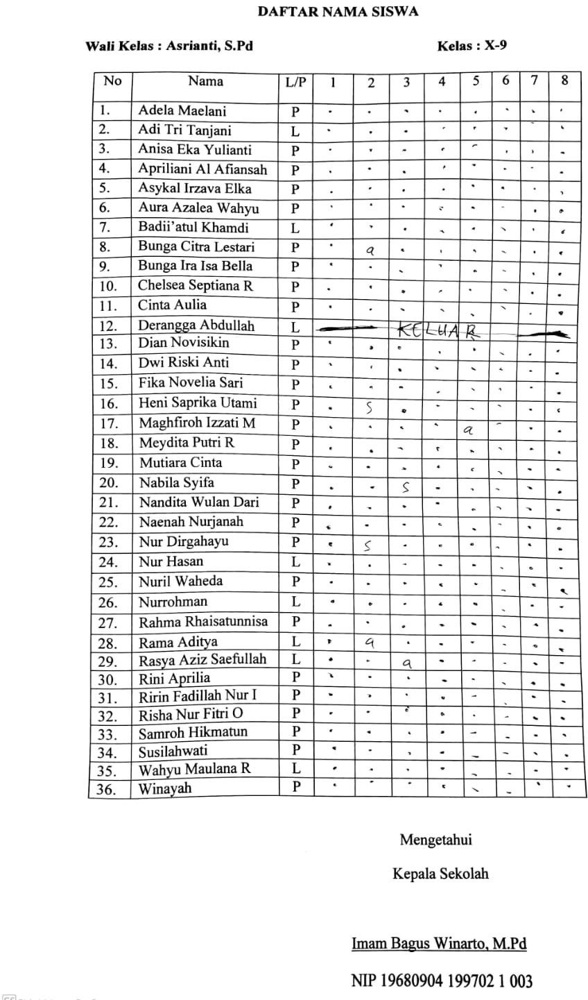 DAFTAR NAMA SISWA
Wali Kelas : Asrianti, S.Pd Kelas : X-9
No Nama L/P 1 2 3 4 5 6 7 8
1. Adela Maelani P . . . . . . . .
2. Adi Tri Tanjani L . . . . . . . .
3. Anisa Eka Yulianti P . . . . . . . .
4. Apriliani Al Afiansah P . . . . . . . .
5. Asykal Irzava Elka P . . . . . . . .
6. Aura Azalea Wahyu P . . . . . . . .
7. Badii'atul Khamdi L . . . . . . . .
8. Bunga Citra Lestari P . a . . . . . .
9. Bunga Ira Isa Bella P . . . . . . . .
10. Chelsea Septiana R P . . . . . . . .
11. Cinta Aulia P . . . . . . . .
12. Derangga Abdullah L KELUAR
13. Dian Novisikin P . . . . . . . .
14. Dwi Riski Anti P . . . . . . . .
15. Fika Novelia Sari P . . . . . . . .
16. Heni Saprika Utami P . S . . . . . .
17. Maghfiroh Izzati M P . . . . a . . .
18. Meydita Putri R P . . . . . . . .
19. Mutiara Cinta P . . . . . . . .
20. Nabila Syifa P . . S . . . . .
21. Nandita Wulan Dari P . . . . . . . .
22. Naenah Nurjanah P . . . . . . . .
23. Nur Dirgahayu P . S . . . . . .
24. Nur Hasan L . . . . . . . .
25. Nuril Waheda P . . . . . . . .
26. Nurrohman L . . . . . . . .
27. Rahma Rhaisatunnisa P . . . . . . . .
28. Rama Aditya L . a . . . . . .
29. Rasya Aziz Saefullah L . . a . . . . .
30. Rini Aprilia P . . . . . . . .
31. Ririn Fadillah Nur I P . . . . . . . .
32. Risha Nur Fitri O P . . . . . . . .
33. Samroh Hikmatun P . . . . . . . .
34. Susilahwati P . . . . . . . .
35. Wahyu Maulana R L . . . . . . . .
36. Winayah P . . . . . . . .
Mengetahui
Kepala Sekolah
Imam Bagus Winarto, M.Pd
NIP 19680904 199702 1 003